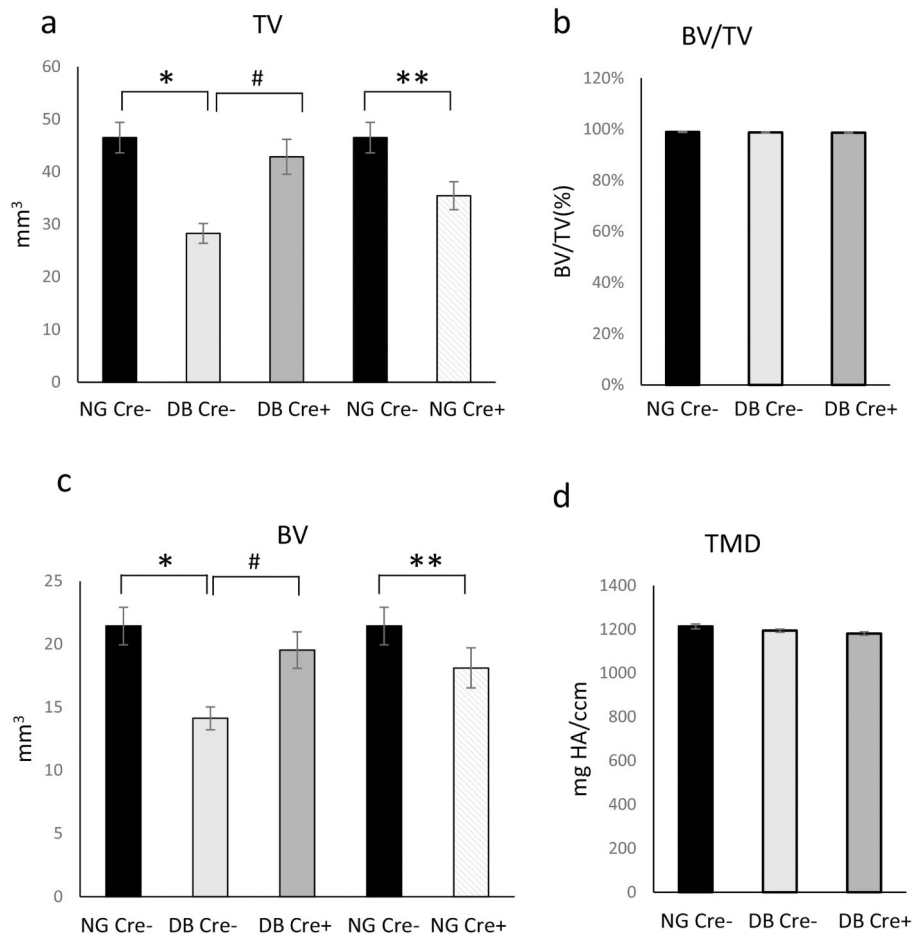 a
TV
60
50
40
30
20
10
0
mm³
* # **
NG Cre- DB Cre- DB Cre+ NG Cre- NG Cre+
b
BV/TV
120%
100%
80%
60%
40%
20%
0%
BV/TV(%)
NG Cre- DB Cre- DB Cre+
c
BV
25
20
15
10
5
0
mm³
* # **
NG Cre- DB Cre- DB Cre+ NG Cre- NG Cre+
d
TMD
1400
1200
1000
800
600
400
200
0
mg HA/ccm
NG Cre- DB Cre- DB Cre+